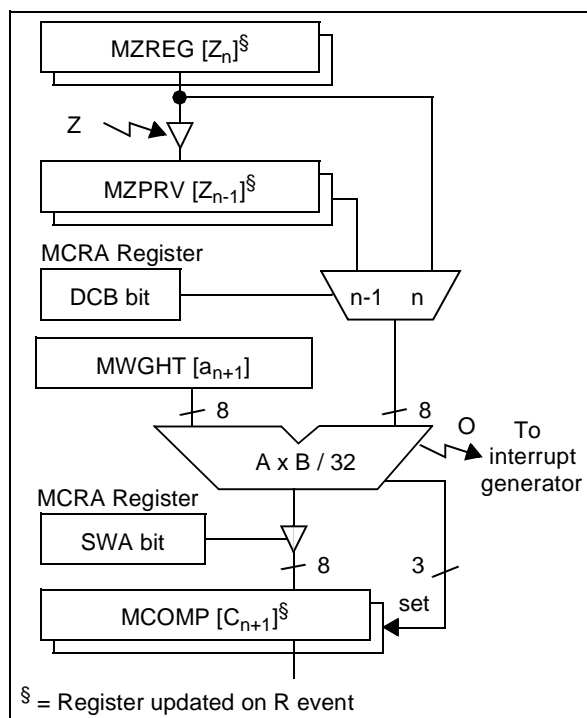 MZREG [Zn]§
Z
MZPRV [Zn-1]§
MCRA Register
DCB bit
n-1 n
MWGHT [an+1]
8 8
O
To interrupt generator
A x B / 32
MCRA Register
SWA bit
8
3
set
MCOMP [Cn+1]§
§ = Register updated on R event